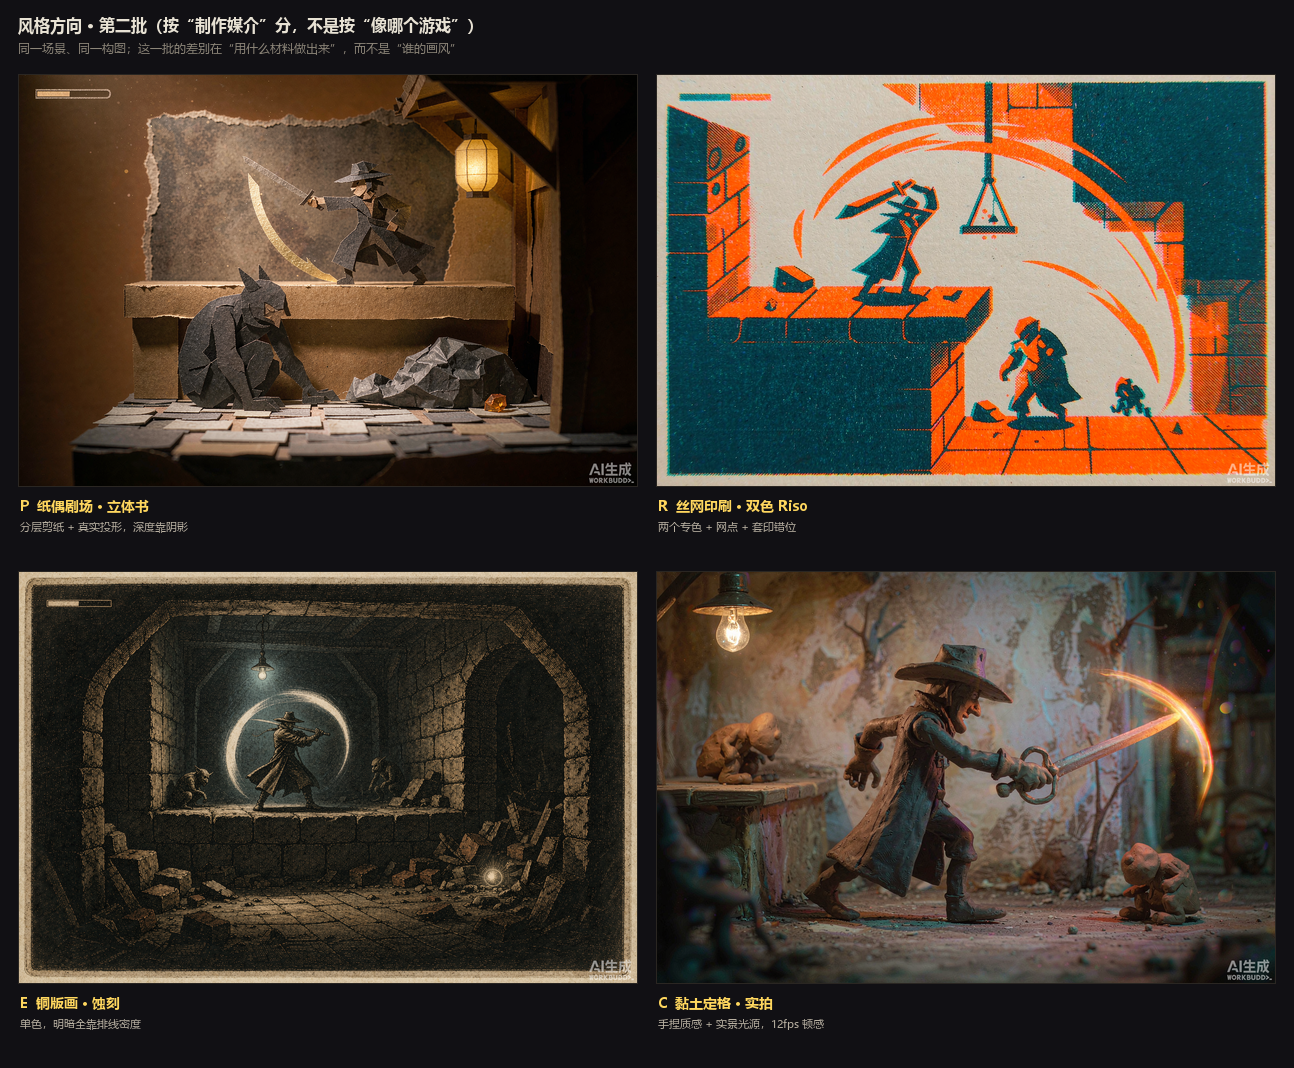 风格方向 • 第二批（按“制作媒介”分，不是按“像哪个游戏”）
同一场景、同一构图；这一批的差别在“用什么材料做出来”，而不是“谁的画风”
AI生成
WORKBUDDY
AI生成
WORKBUDDY
P 纸偶剧场 • 立体书
分层剪纸 + 真实投形，深度靠阴影
R 丝网印刷 • 双色 Riso
两个专色 + 网点 + 套印错位
AI生成
WORKBUDDY
AI生成
WORKBUDDY
E 铜版画 • 蚀刻
单色，明暗全靠排线密度
C 黏土定格 • 实拍
手捏质感 + 实景光源，12fps 顿感